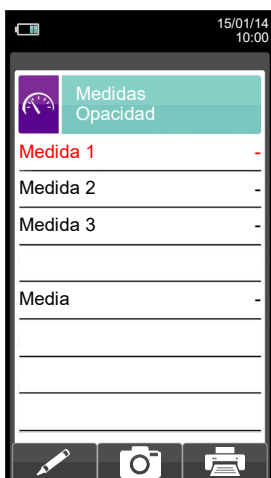 15/01/14
10:00
Medidas
Opacidad
Medida 1 -
Medida 2 -
Medida 3 -
Media -